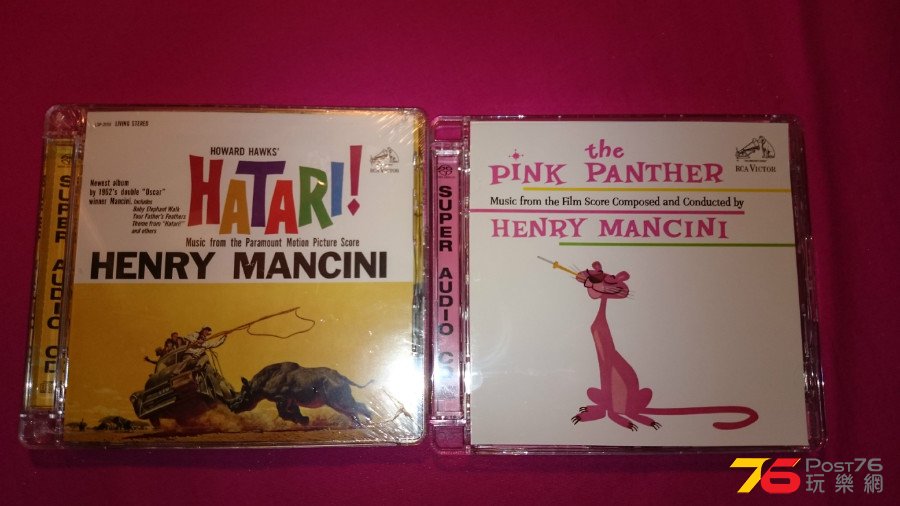 LIVING STEREO
HOWARD HAWKS'
HATARI!
Newest album
by 1962's double "Oscar"
winner Mancini. Includes
Baby Elephant Walk
Your Father's Feathers
Theme from "Hatari!"
and others
Music from the Paramount Motion Picture Score
HENRY MANCINI
SUPER AUDIO CD
the
PINK PANTHER
RCA VICTOR
Music from the Film Score Composed and Conducted by
HENRY MANCINI
SUPER AUDIO C
76 POST76
玩樂網